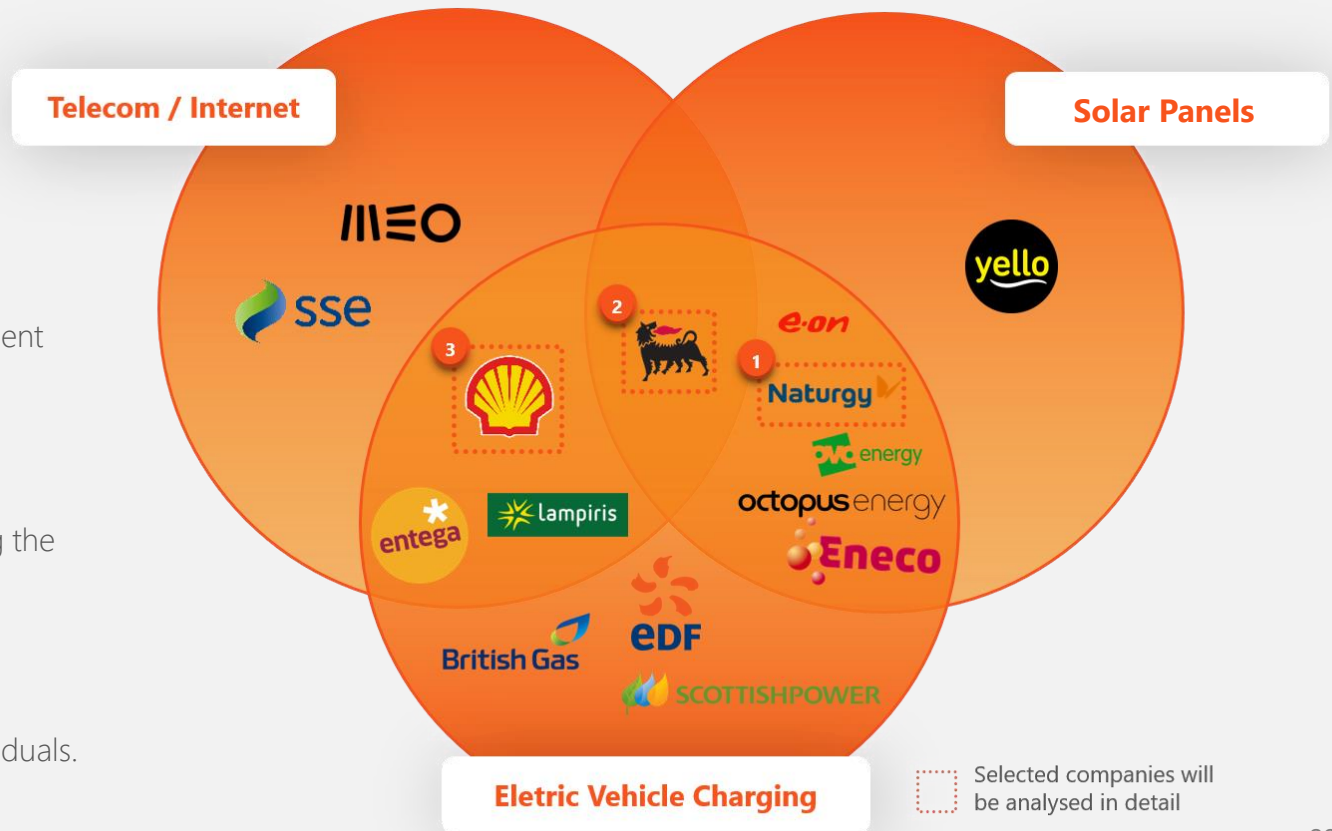 Telecom / Internet
Solar Panels
MEO
yello
sse
ent
2
e·on
3
1
Naturgy
ovo energy
octopus energy
entega
lampiris
g the
Eneco
eDF
British Gas
SCOTTISHPOWER
duals.
Eletric Vehicle Charging
Selected companies will
be analysed in detail